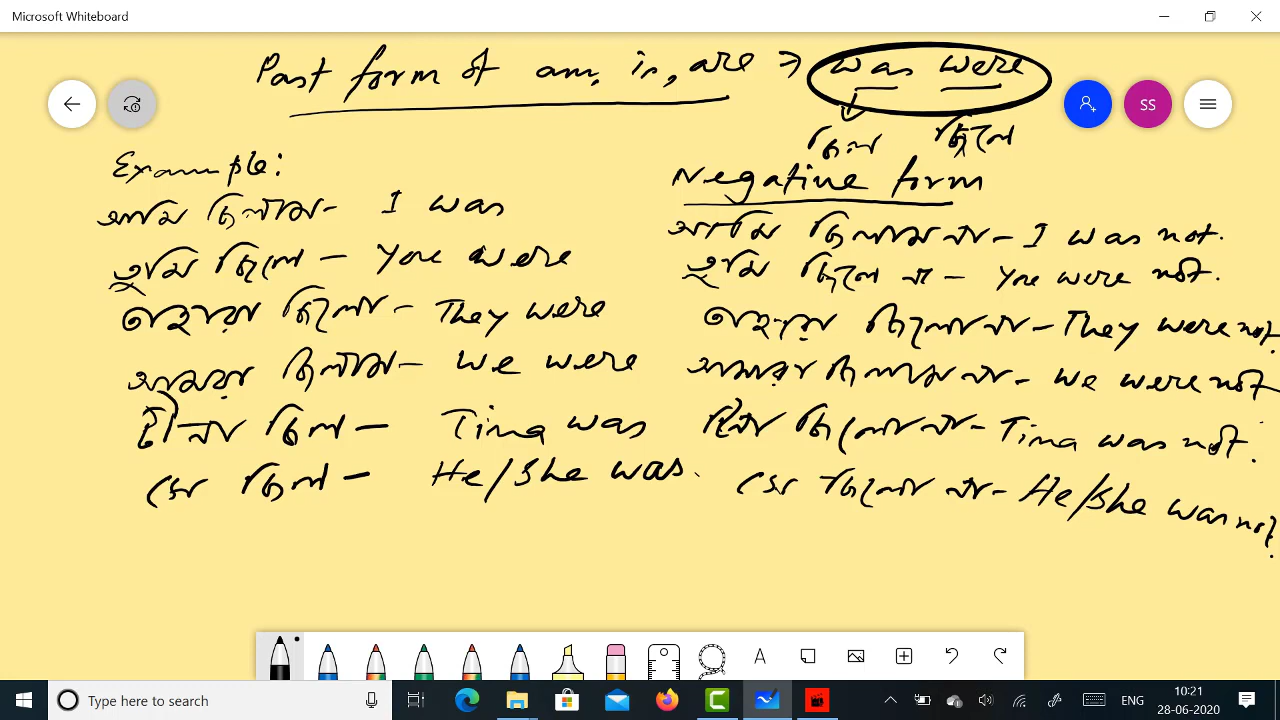 Microsoft Whiteboard
Past form of am, is, are → was were
ছিল ছিলে
Example:
আমি ছিলাম - I was
তুমি ছিলে - You were
তাহারা ছিলো - They were
আমরা ছিলাম - We were
টিনা ছিল - Tina was
সে ছিল - He/She was.
Negative form
আমি ছিলাম না - I was not.
তুমি ছিলে না - You were not.
তাহারা ছিলো না - They were not.
আমরা ছিলাম না - We were not
টিনা ছিলো না - Tina was not.
সে ছিলো না - He/She was not.
SS
A
Type here to search
ENG
10:21
28-06-2020